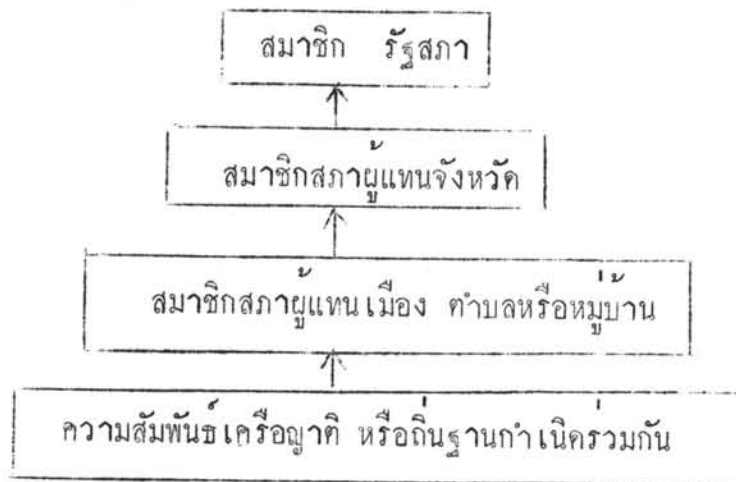 สมาชิก รัฐสภา
สมาชิกสภาผู้แทนจังหวัด
สมาชิกสภาผู้แทนเมือง ตำบลหรือหมู่บ้าน
ความสัมพันธ์เครือญาติ หรือถิ่นฐานกำเนิดร่วมกัน